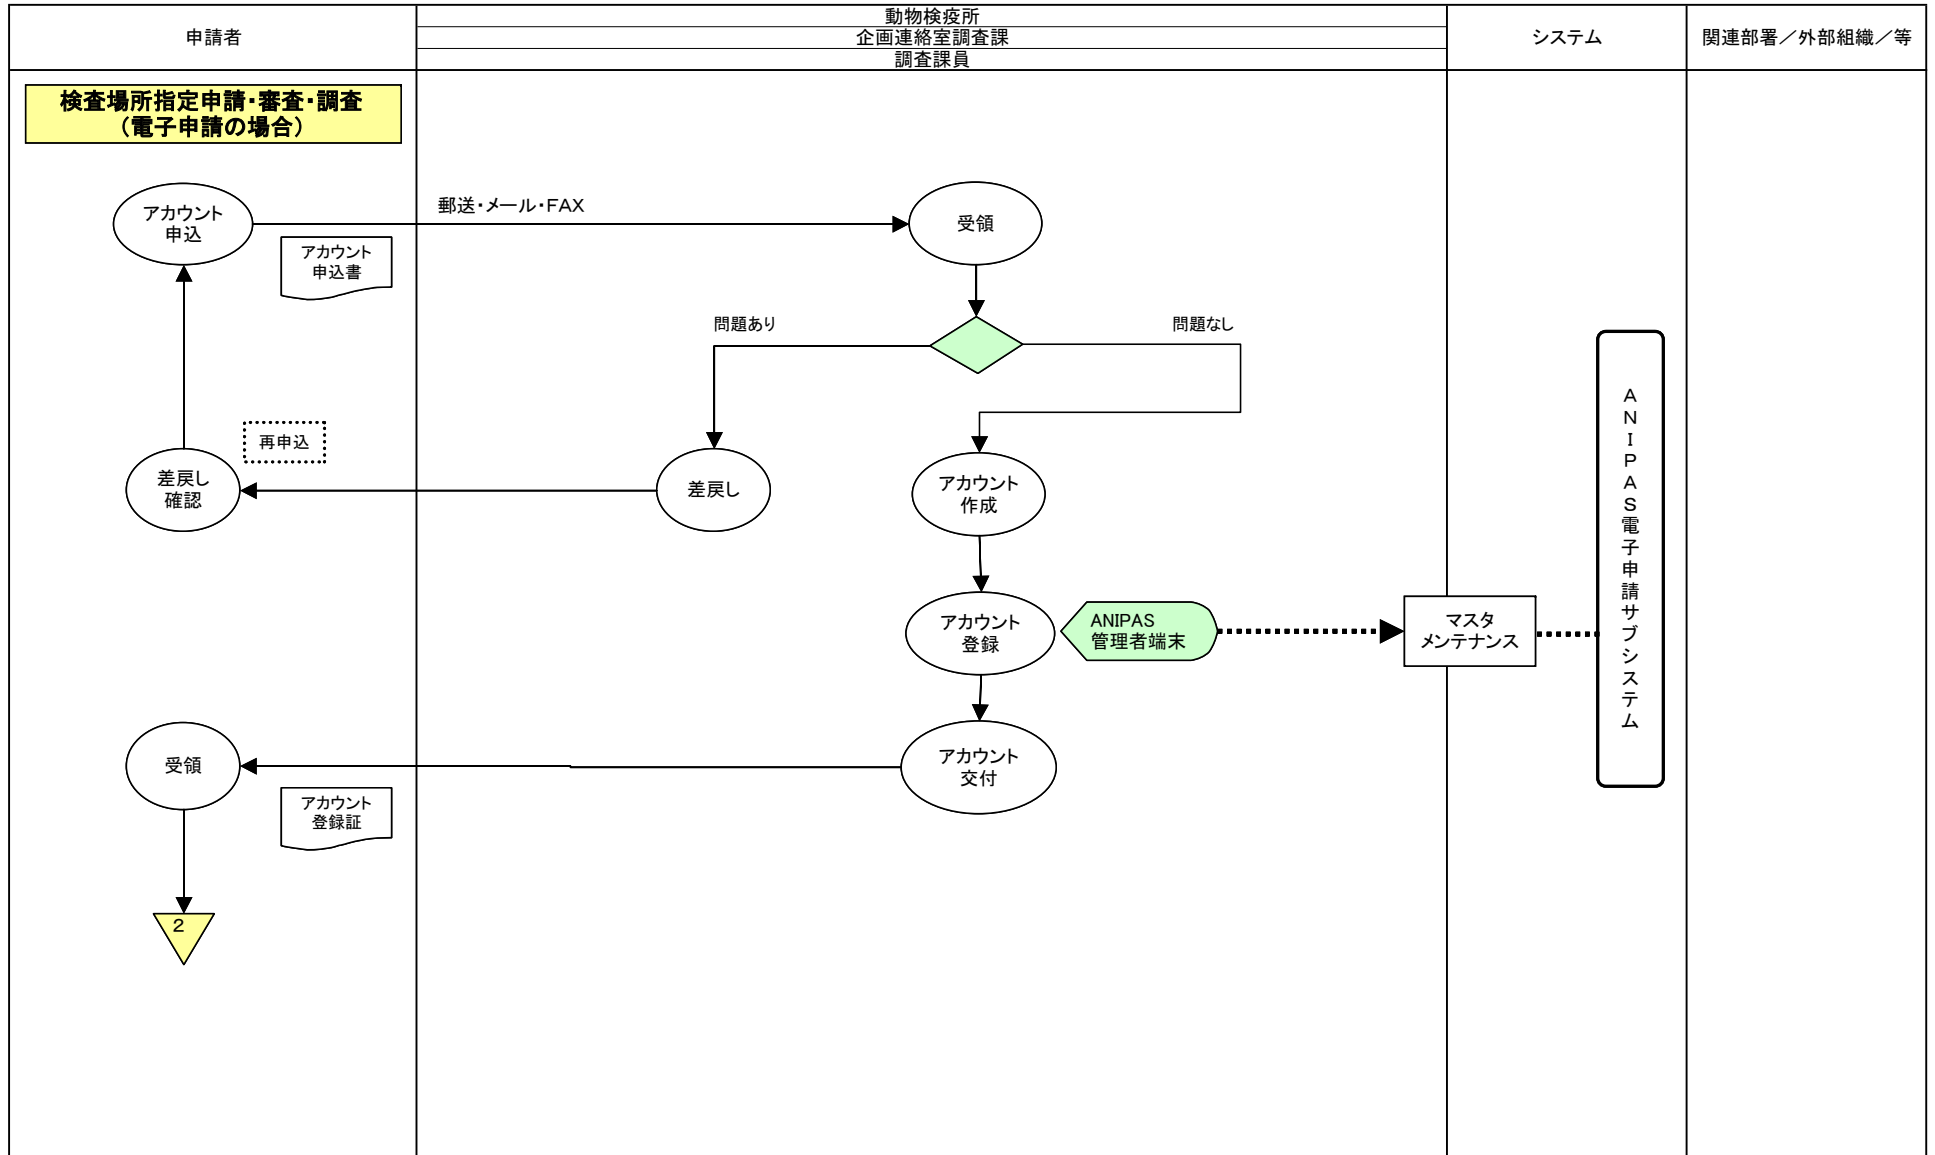 申請者
動物検疫所
企画連絡室調査課
調査課員
システム
関連部署／外部組織／等
検査場所指定申請・審査・調査
（電子申請の場合）
アカウント
申込
郵送・メール・FAX
受領
アカウント
申込書
問題あり
問題なし
再申込
差戻し
確認
差戻し
アカウント
作成
アカウント
登録
ANIPAS
管理者端末
マスタ
メンテナンス
ANIPAS電子申請サブシステム
受領
アカウント
交付
アカウント
登録証
2